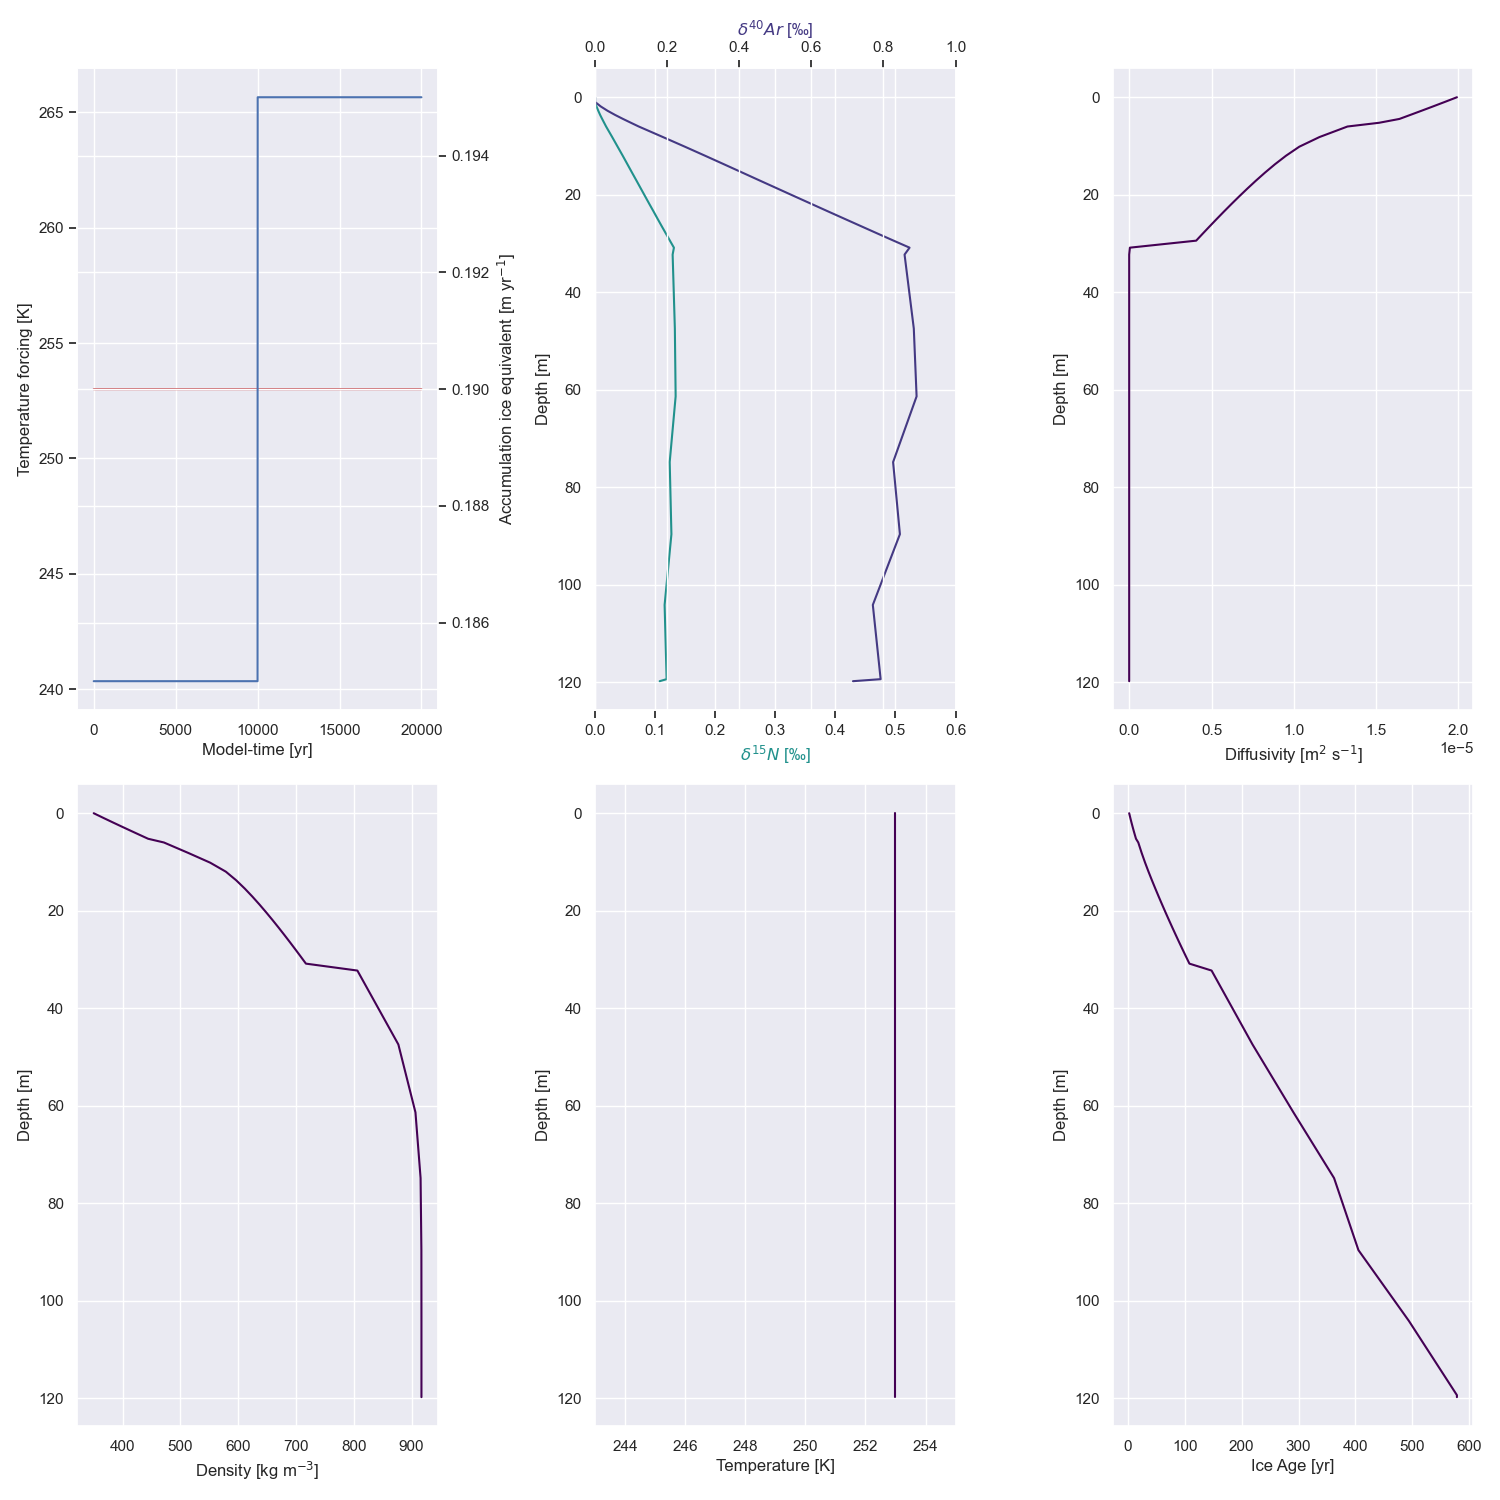 δ⁴⁰Ar [‰]
0.0 0.2 0.4 0.6 0.8 1.0
265
260
255
250
245
240
Temperature forcing [K]
0.194
0.192
0.190
0.188
0.186
Accumulation ice equivalent [m yr⁻¹]
0 5000 10000 15000 20000
Model-time [yr]
0
20
40
60
80
100
120
Depth [m]
0.0 0.1 0.2 0.3 0.4 0.5 0.6
δ¹⁵N [‰]
0
20
40
60
80
100
120
Depth [m]
0.0 0.5 1.0 1.5 2.0
1e−5
Diffusivity [m² s⁻¹]
0
20
40
60
80
100
120
Depth [m]
400 500 600 700 800 900
Density [kg m⁻³]
0
20
40
60
80
100
120
Depth [m]
244 246 248 250 252 254
Temperature [K]
0
20
40
60
80
100
120
Depth [m]
0 100 200 300 400 500 600
Ice Age [yr]